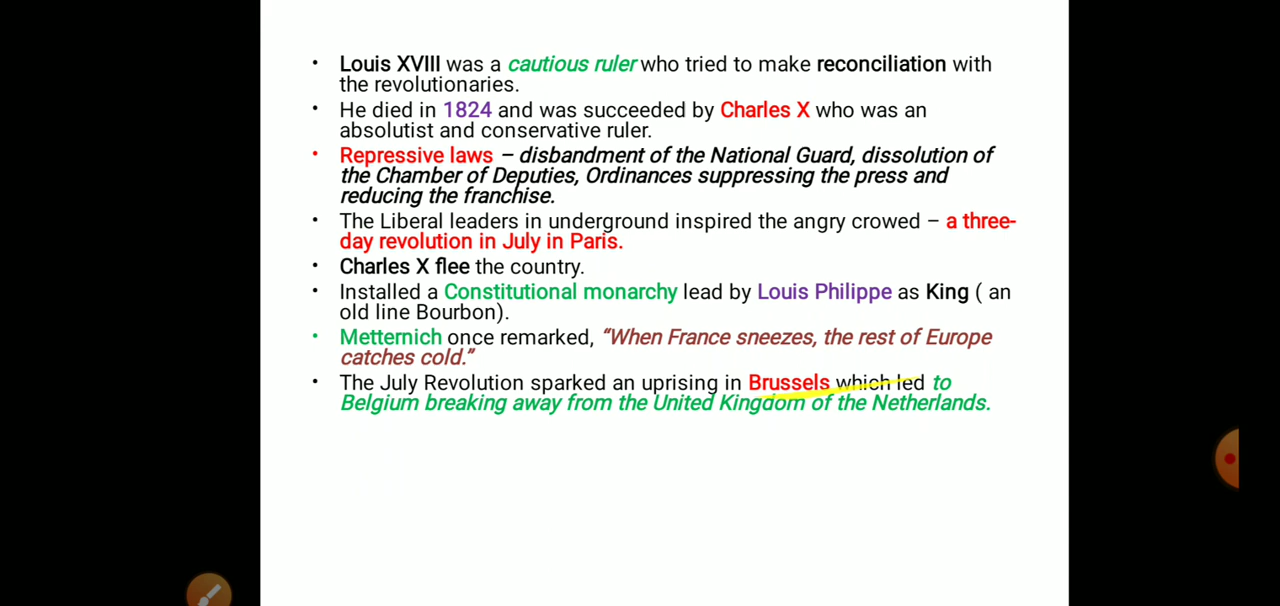 • Louis XVIII was a cautious ruler who tried to make reconciliation with
the revolutionaries.
• He died in 1824 and was succeeded by Charles X who was an
absolutist and conservative ruler.
• Repressive laws – disbandment of the National Guard, dissolution of
the Chamber of Deputies, Ordinances suppressing the press and
reducing the franchise.
• The Liberal leaders in underground inspired the angry crowed – a three-
day revolution in July in Paris.
• Charles X flee the country.
• Installed a Constitutional monarchy lead by Louis Philippe as King ( an
old line Bourbon).
• Metternich once remarked, “When France sneezes, the rest of Europe
catches cold.”
• The July Revolution sparked an uprising in Brussels which led to
Belgium breaking away from the United Kingdom of the Netherlands.